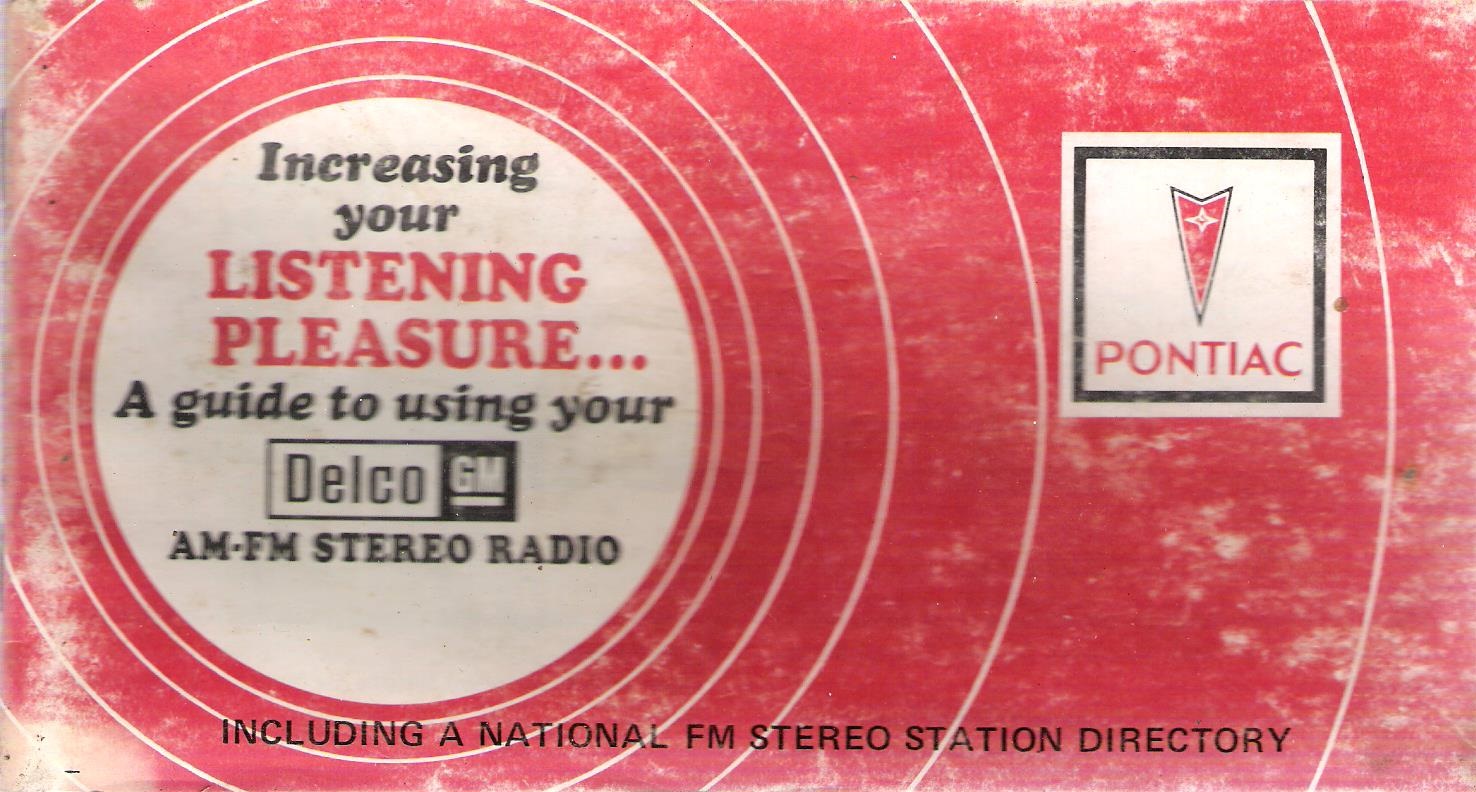 Increasing
your
LISTENING
PLEASURE...
A guide to using your
Delco GM
AM-FM STEREO RADIO
PONTIAC
INCLUDING A NATIONAL FM STEREO STATION DIRECTORY